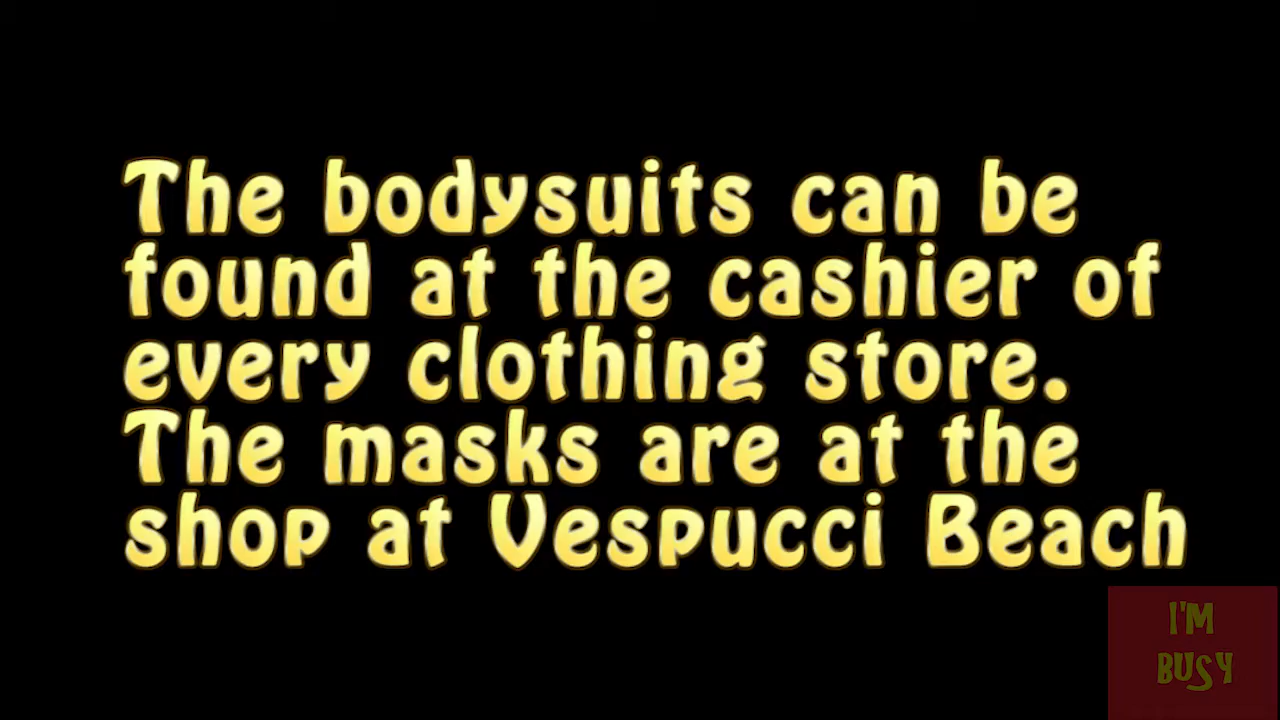 The bodysuits can be
found at the cashier of
every clothing store.
The masks are at the
shop at Vespucci Beach
I'M
BUSY